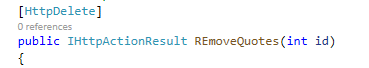 [HttpDelete]
0 references
public IHttpActionResult REmoveQuotes(int id)
{